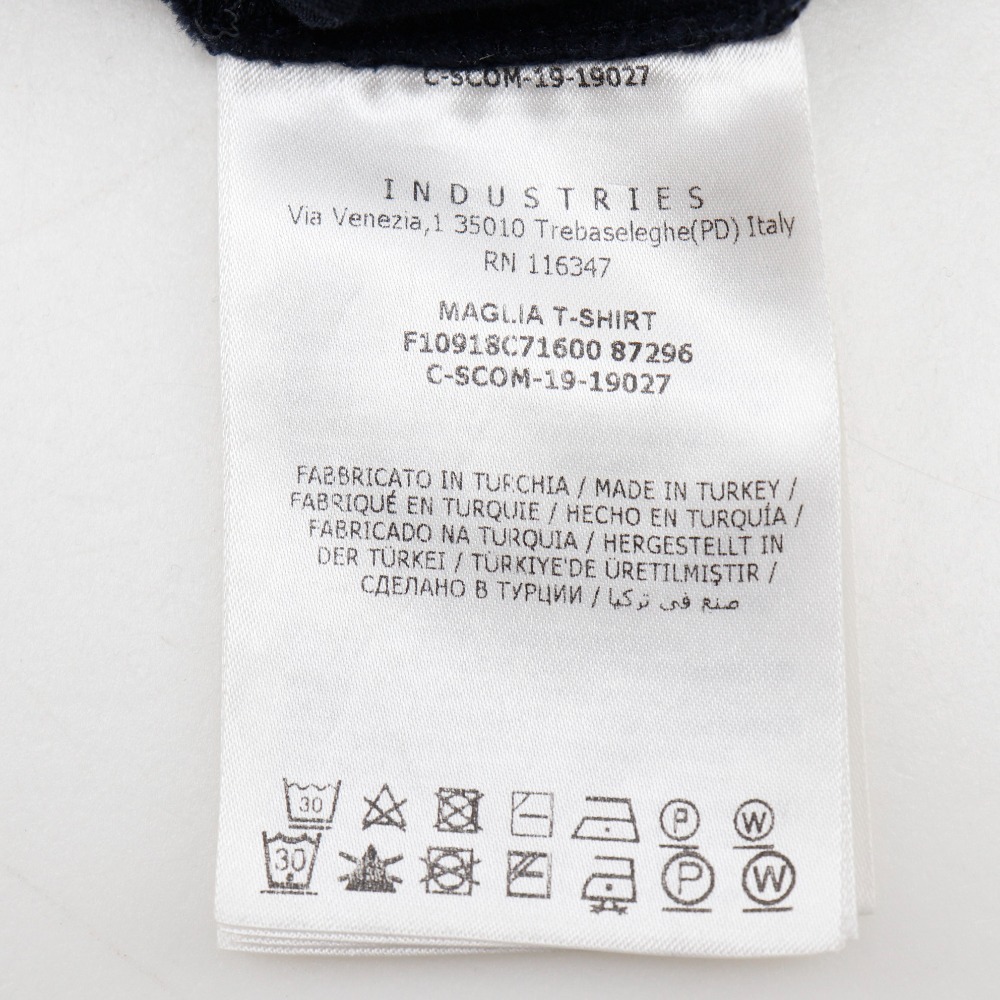 C-SCOM-19-19027
INDUSTRIES
Via Venezia,1 35010 Trebaseleghe(PD) Italy
RN 116347
MAGLIA T-SHIRT
F10918C71600 87296
C-SCOM-19-19027
FABBRICATO IN TURCHIA / MADE IN TURKEY /
FABRIQUÉ EN TURQUIE / HECHO EN TURQUÍA /
FABRICADO NA TURQUIA / HERGESTELLT IN
DER TÜRKEI / TÜRKIYE'DE ÜRETILMIŞTIR /
СДЕЛАНО В ТУРЦИИ / صنع في تركيا
30 P W
30 P W